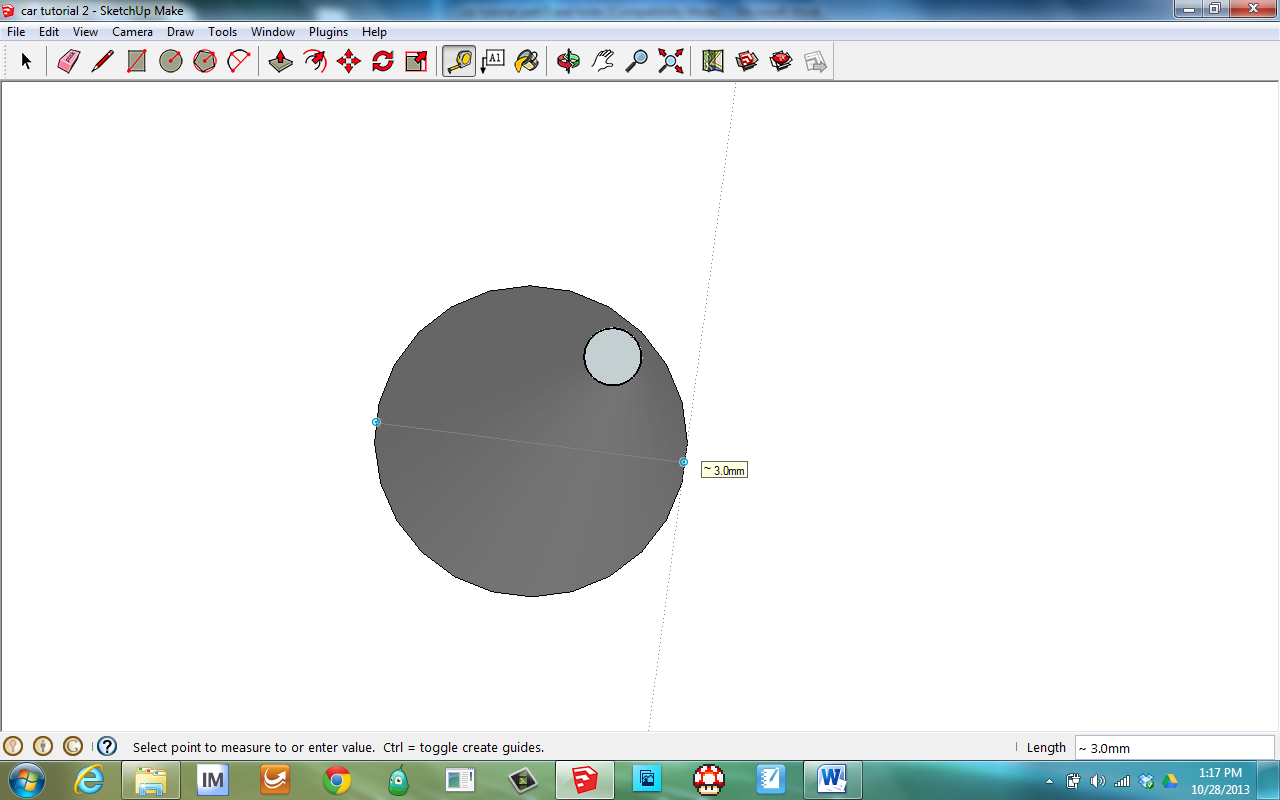 car tutorial 2 - SketchUp Make
File Edit View Camera Draw Tools Window Plugins Help
A1
~ 3.0mm
Select point to measure to or enter value. Ctrl = toggle create guides.
Length ~ 3.0mm
IM
W
1:17 PM
10/28/2013